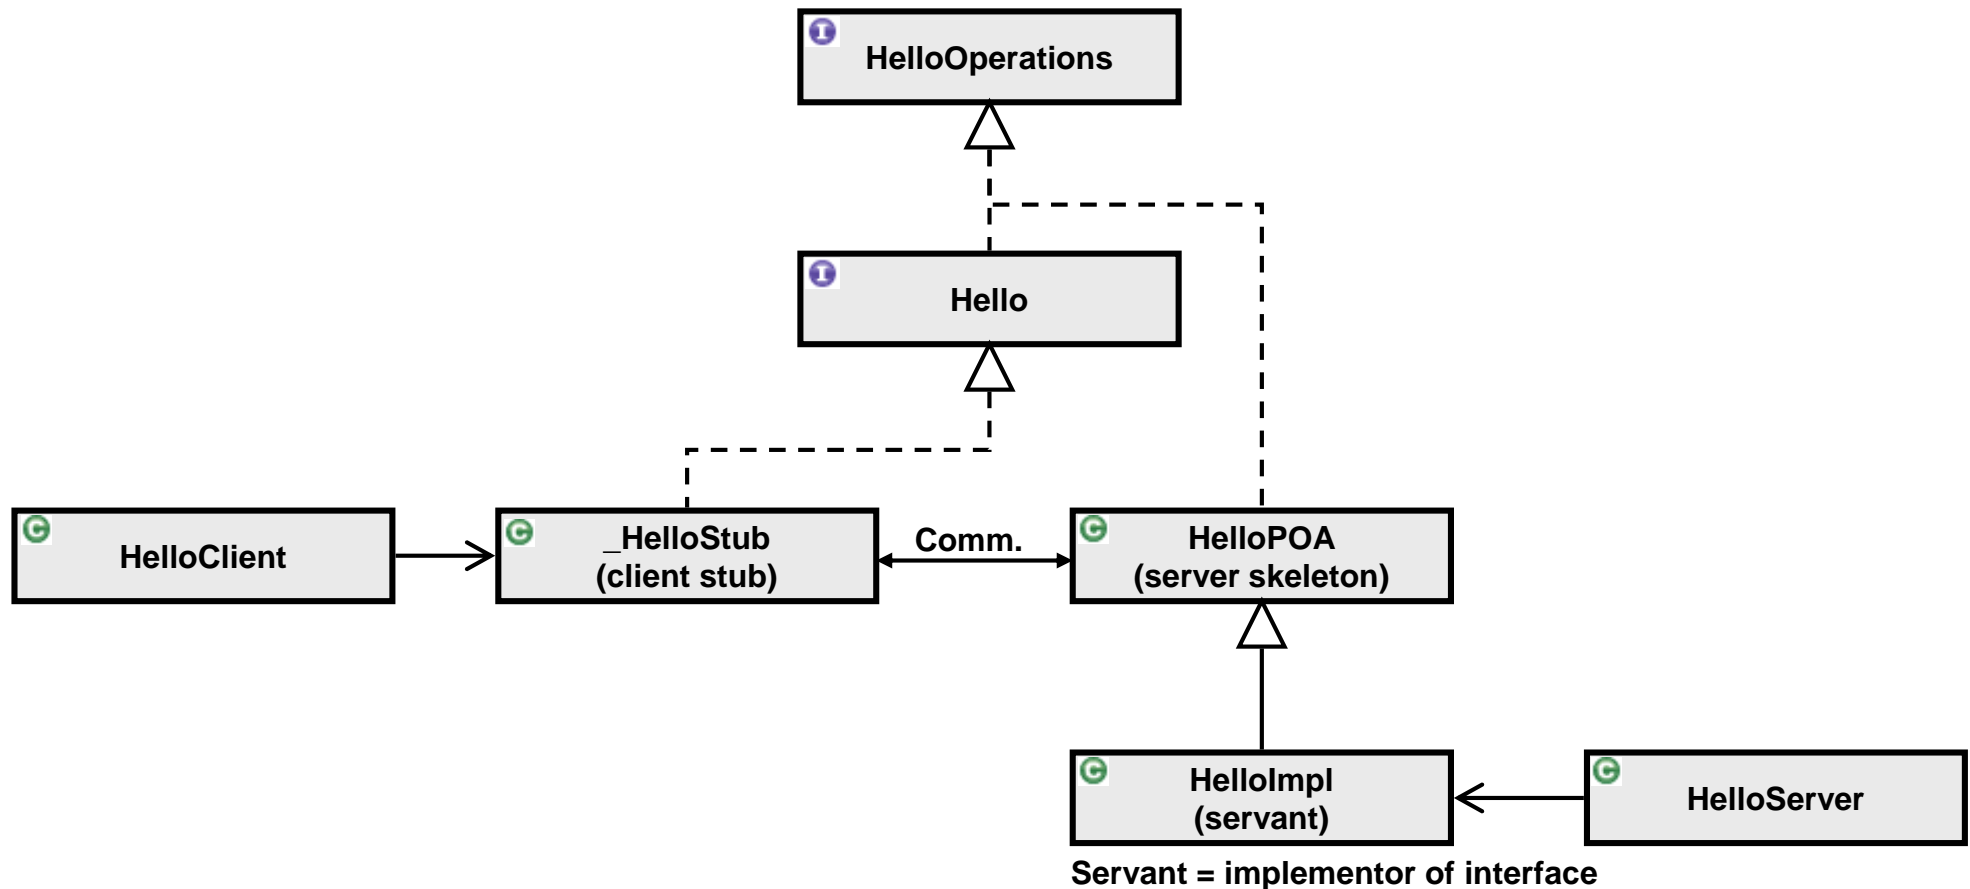 I
HelloOperations
I
Hello
C
HelloClient
C
_HelloStub
(client stub)
Comm.
C
HelloPOA
(server skeleton)
C
HelloImpl
(servant)
C
HelloServer
Servant = implementor of interface